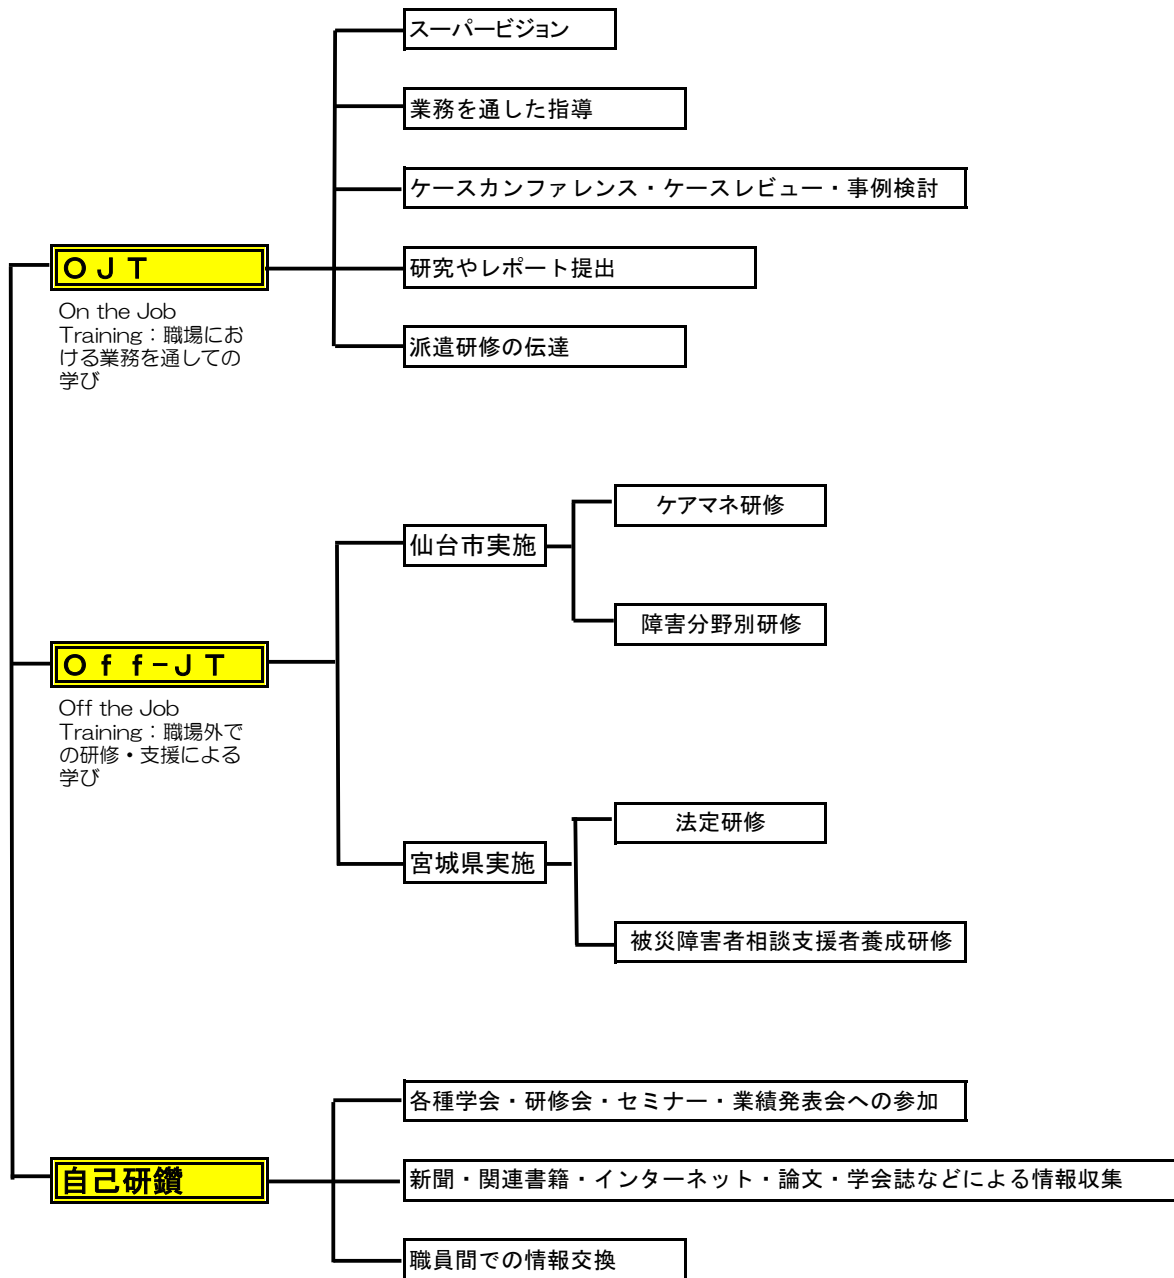 スーパービジョン
業務を通した指導
ケースカンファレンス・ケースレビュー・事例検討
ＯＪＴ
研究やレポート提出
On the Job
Training：職場にお
ける業務を通しての
学び
派遣研修の伝達
ケアマネ研修
仙台市実施
障害分野別研修
Ｏｆｆ−ＪＴ
Off the Job
Training：職場外で
の研修・支援による
学び
法定研修
宮城県実施
被災障害者相談支援者養成研修
各種学会・研修会・セミナー・業績発表会への参加
自己研鑽
新聞・関連書籍・インターネット・論文・学会誌などによる情報収集
職員間での情報交換